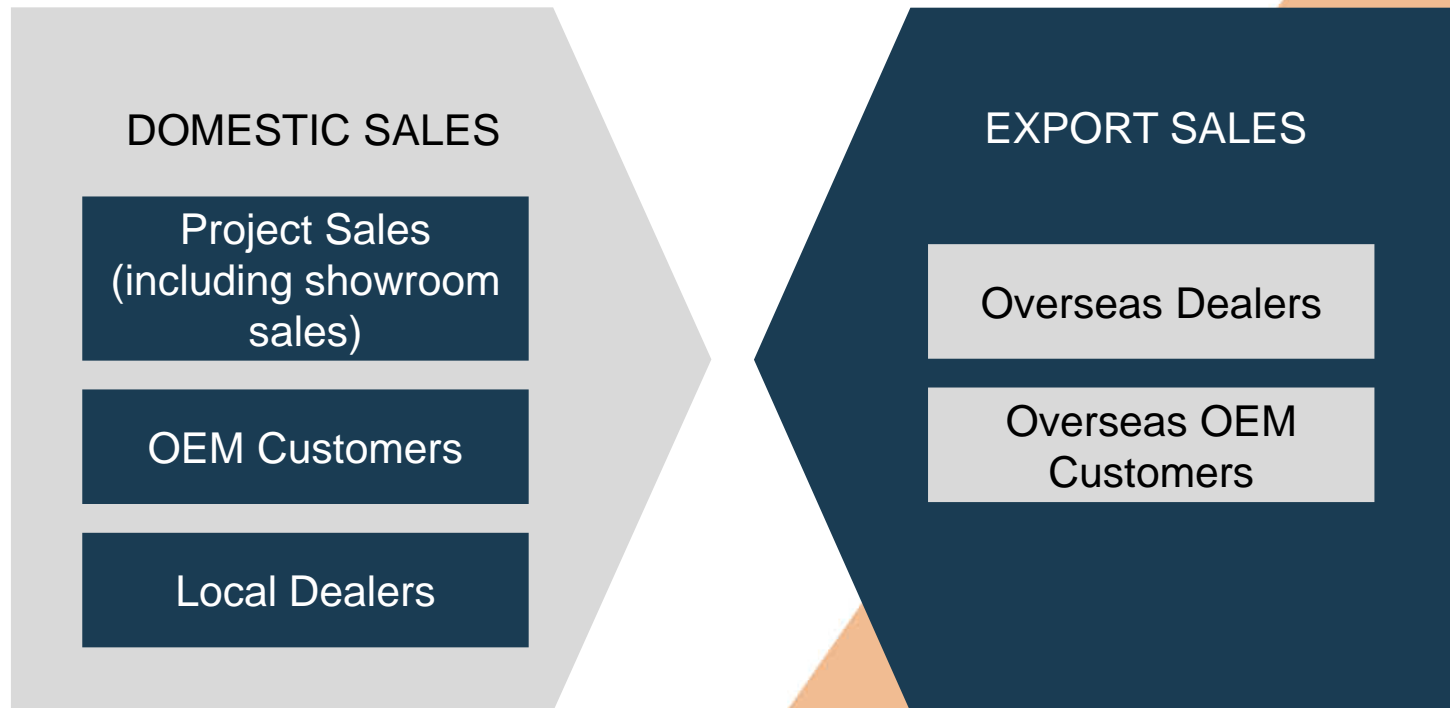 DOMESTIC SALES
Project Sales
(including showroom
sales)
OEM Customers
Local Dealers
EXPORT SALES
Overseas Dealers
Overseas OEM
Customers